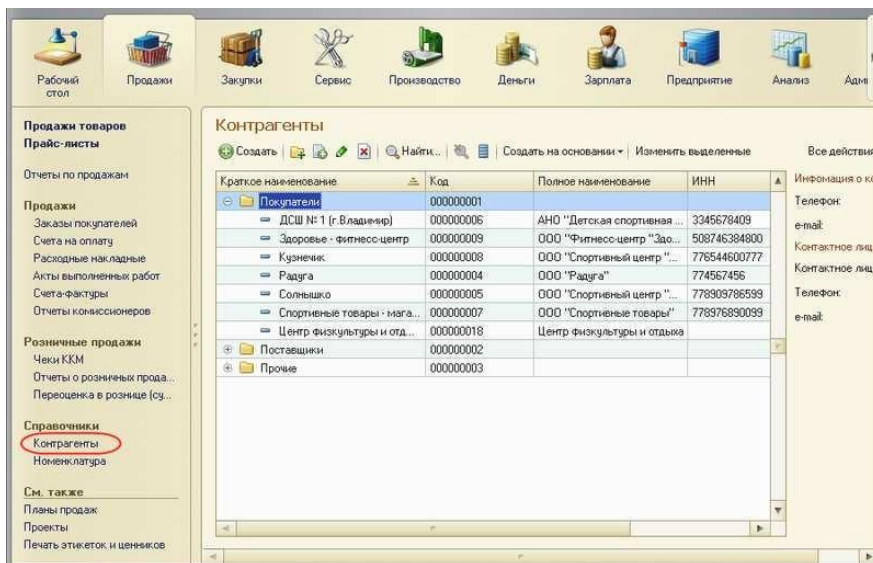 Рабочий стол
Продажи
Закупки
Сервис
Производство
Деньги
Зарплата
Предприятие
Анализ
Адми
Продажи товаров
Прайс-листы
Отчеты по продажам
Продажи
Заказы покупателей
Счета на оплату
Расходные накладные
Акты выполненных работ
Счета-фактуры
Отчеты комиссионеров
Розничные продажи
Чеки ККМ
Отчеты о розничных прода...
Переоценка в рознице (су...
Справочники
Контрагенты
Номенклатура
См. также
Планы продаж
Проекты
Печать этикеток и ценников
Контрагенты
Создать Найти... Создать на основании Изменить выделенные Все действия
Краткое наименование Код Полное наименование ИНН
Покупатели 000000001
ДСШ № 1 (г.Владимир) 000000006 АНО "Детская спортивная ... 3345678409
Здоровье - фитнесс-центр 000000009 ООО "Фитнесс-центр "Здо... 508746384800
Кузнечик 000000008 ООО "Спортивный центр "... 776544600777
Радуга 000000004 ООО "Радуга" 774567456
Солнышко 000000005 ООО "Спортивный центр "... 778909786599
Спортивные товары - мага... 000000007 ООО "Спортивные товары" 778976890099
Центр физкультуры и отд... 000000018 Центр физкультуры и отдыха
Поставщики 000000002
Прочие 000000003
Инфомация о ко
Телефон:
e-mail:
Контактное лиц
Контактное лиц
Телефон:
e-mail: